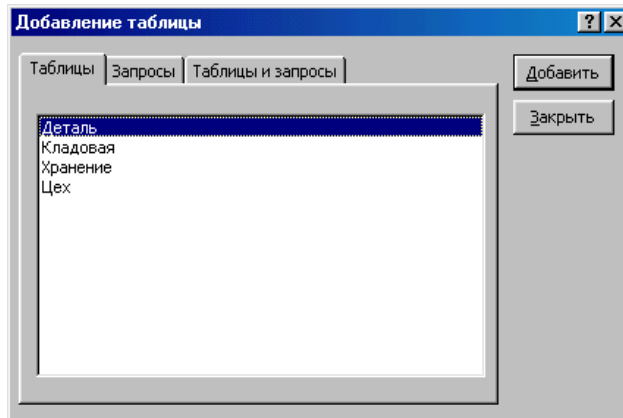 Добавление таблицы
Таблицы Запросы Таблицы и запросы
Добавить
Закрыть
Деталь
Кладовая
Хранение
Цех